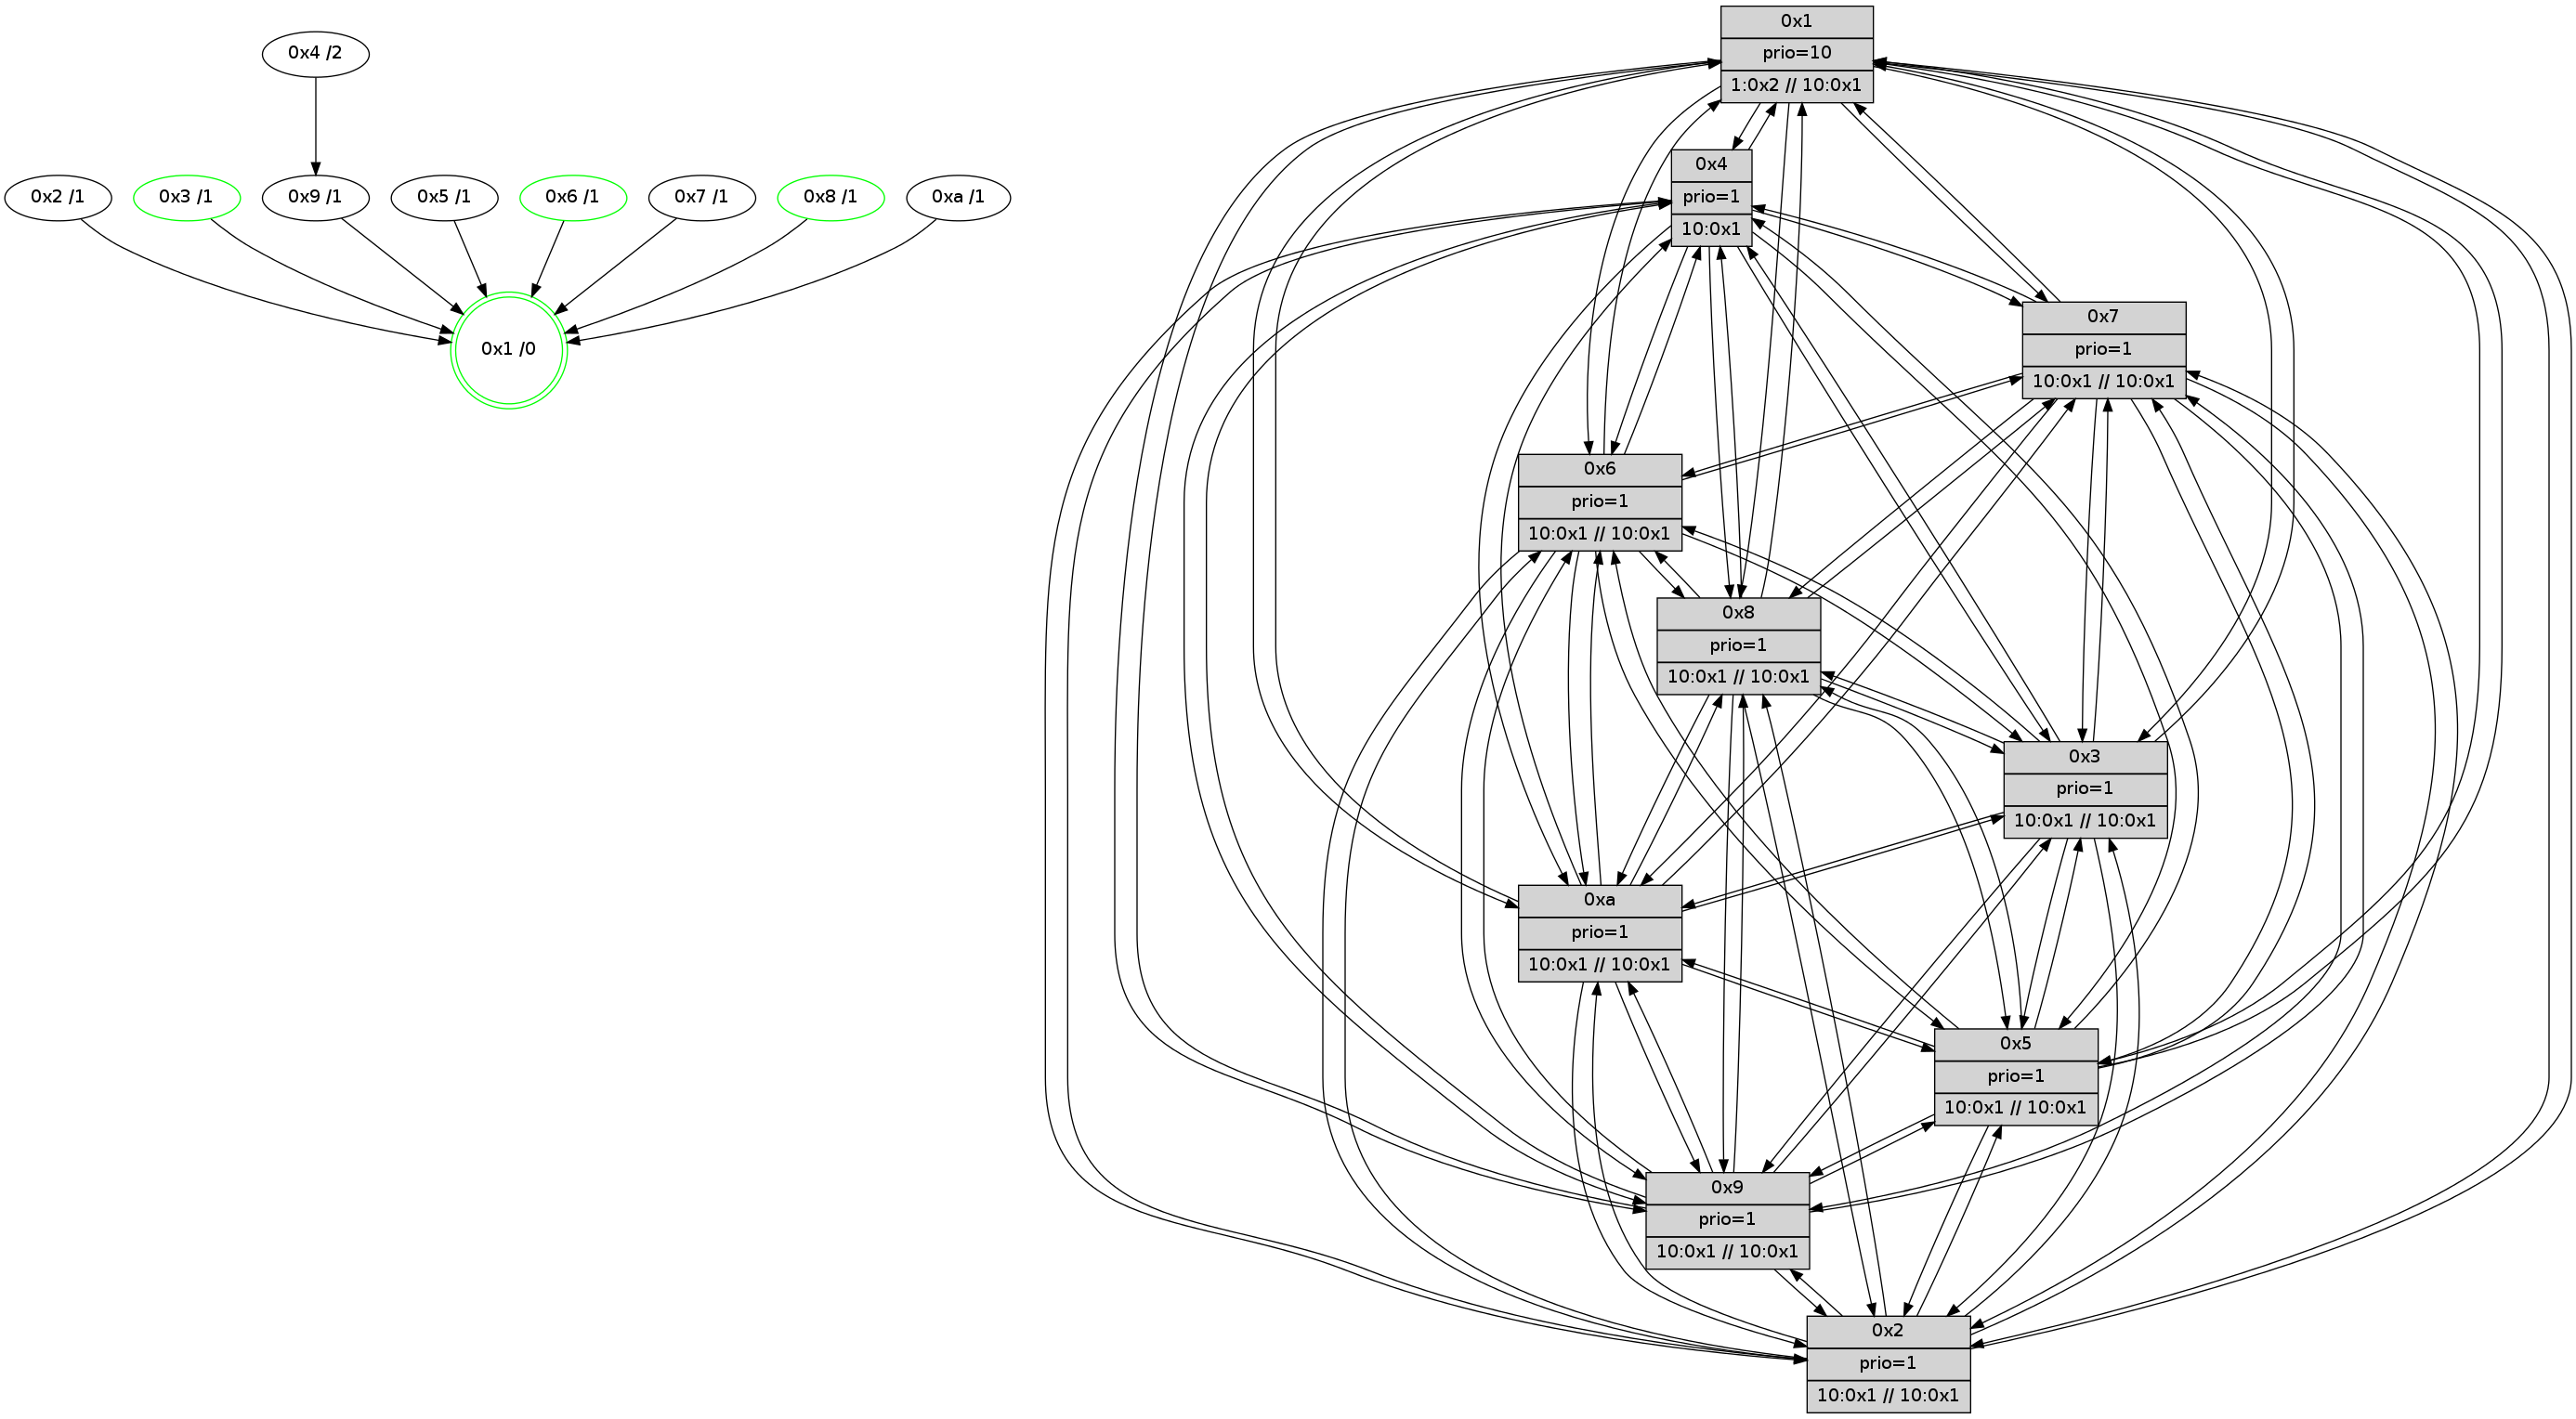 0x4 /2
0x2 /1
0x3 /1
0x9 /1
0x5 /1
0x6 /1
0x7 /1
0x8 /1
0xa /1
0x1 /0
0x1
prio=10
1:0x2 // 10:0x1
0x4
prio=1
10:0x1
0x7
prio=1
10:0x1 // 10:0x1
0x6
prio=1
10:0x1 // 10:0x1
0x8
prio=1
10:0x1 // 10:0x1
0x3
prio=1
10:0x1 // 10:0x1
0xa
prio=1
10:0x1 // 10:0x1
0x5
prio=1
10:0x1 // 10:0x1
0x9
prio=1
10:0x1 // 10:0x1
0x2
prio=1
10:0x1 // 10:0x1